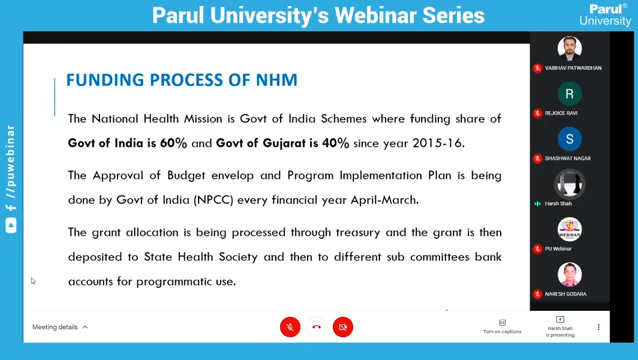 Parul University's Webinar Series
Parul®
University
f /puwebinar
FUNDING PROCESS OF NHM
The National Health Mission is Govt of India Schemes where funding share of
Govt of India is 60% and Govt of Gujarat is 40% since year 2015-16.
The Approval of Budget envelop and Program Implementation Plan is being
done by Govt of India (NPCC) every financial year April-March.
The grant allocation is being processed through treasury and the grant is then
deposited to State Health Society and then to different sub committees bank
accounts for programmatic use.
VAIBHAV PATWARDHAN
R
REJOICE RAVI
S
SHASHWAT NAGAR
Harsh Shah
WEBINAR
PU Webinar
NARESH GODARA
Meeting details
Turn on captions
Harsh Shah
is presenting